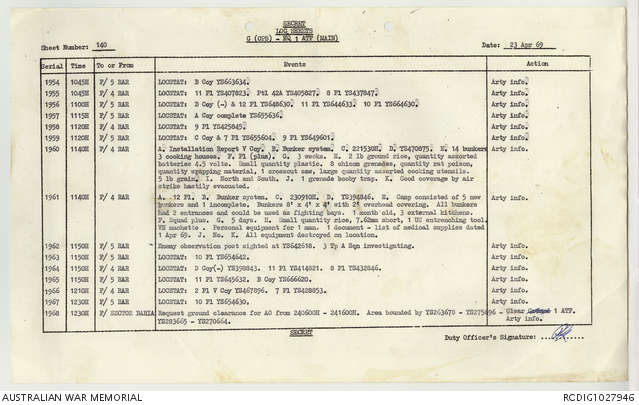 SECRET
LOG SHEETS
G (OPS) - HQ 1 ATF (MAIN)
Sheet Number: 140
Date: 23 Apr 69
Serial Time To or From Events Action
1954 1045H F/ 5 RAR LOCSTAT: B Coy YS663634. Arty info.
1955 1045H F/ 4 RAR LOCSTAT: 11 Pl YS407823. Ptl 42A YS405827. 8 Pl YS437847. Arty info.
1956 1100H F/ 5 RAR LOCSTAT: B Coy (-) & 12 Pl YS648630. 11 Pl YS644633. 10 Pl YS664630. Arty info.
1957 1115H F/ 5 RAR LOCSTAT: A Coy complete YS655636. Arty info.
1958 1120H F/ 4 RAR LOCSTAT: 9 Pl YS425845. Arty info.
1959 1120H F/ 5 RAR LOCSTAT: C Coy & 7 Pl YS655604. 9 Pl YS649601. Arty info.
1960 1140H F/ 4 RAR A. Installation Report V Coy. B. Bunker system. C. 221530H. D. YS470875. E. 14 bunkers
3 cooking houses. F. Pl (plus). G. 3 weeks. H. 2 lb ground rice, quantity assorted
batteries 4.5 volts. Small quantity plastic. 8 chicom grenades, quantity rat poison,
quantity wrapping material, 1 crosscut saw, large quantity assorted cooking utensils.
5 lb grain. I. North and South. J. 1 grenade booby trap. K. Good coverage by air
strike hastily evacuated.
1961 1140H F/ 4 RAR A. 12 Pl. B. Bunker system. C. 230910H. D. YS394846. E. Camp consisted of 5 new
bunkers and 1 incomplete. Bunkers 8' x 4' x 4' with 2' overhead covering. All bunkers
had 2 entrances and could be used as fighting bays. 1 month old, 3 external kitchens.
F. Squad plus. G. 5 days. H. Small quantity rice, 7.62mm short, 1 US entrenching tool,
VN machette. Personal equipment for 1 man. 1 document - list of medical supplies dated
1 Apr 69. J. No. K. All equipment destroyed on location.
1962 1150H F/ 5 RAR Enemy observation post sighted at YS642618. 3 Tp A Sqn investigating. Arty info.
1963 1150H F/ 5 RAR LOCSTAT: 10 Pl YS654642. Arty info.
1964 1150H F/ 4 RAR LOCSTAT: D Coy(-) YS398843. 11 Pl YS414821. 8 Pl YS432846. Arty info.
1965 1150H F/ 5 RAR LOCSTAT: 11 Pl YS645632. B Coy YS666620. Arty info.
1966 1210H F/ 4 RAR LOCSTAT: 2 Pl V Coy YS467896. 7 Pl YS428853. Arty info.
1967 1230H F/ 5 RAR LOCSTAT: 10 Pl YS654630. Arty info.
1968 1230H F/ SECTOR BARIA Request ground clearance for AO from 240600H - 241600H. Area bounded by YS263678 - YS275696 - Clear 1 ATF.
YS283665 - YS270664. Arty info.
SECRET
Duty Officer's Signature:
AUSTRALIAN WAR MEMORIAL RCDIG1027946